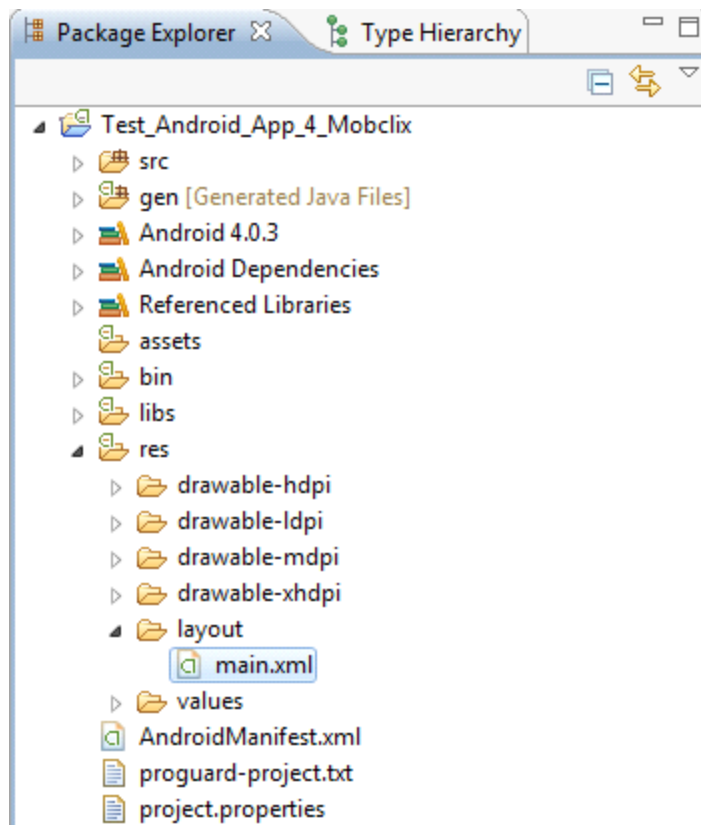 Package Explorer Type Hierarchy
Test_Android_App_4_Mobclix
src
gen [Generated Java Files]
Android 4.0.3
Android Dependencies
Referenced Libraries
assets
bin
libs
res
drawable-hdpi
drawable-ldpi
drawable-mdpi
drawable-xhdpi
layout
main.xml
values
AndroidManifest.xml
proguard-project.txt
project.properties